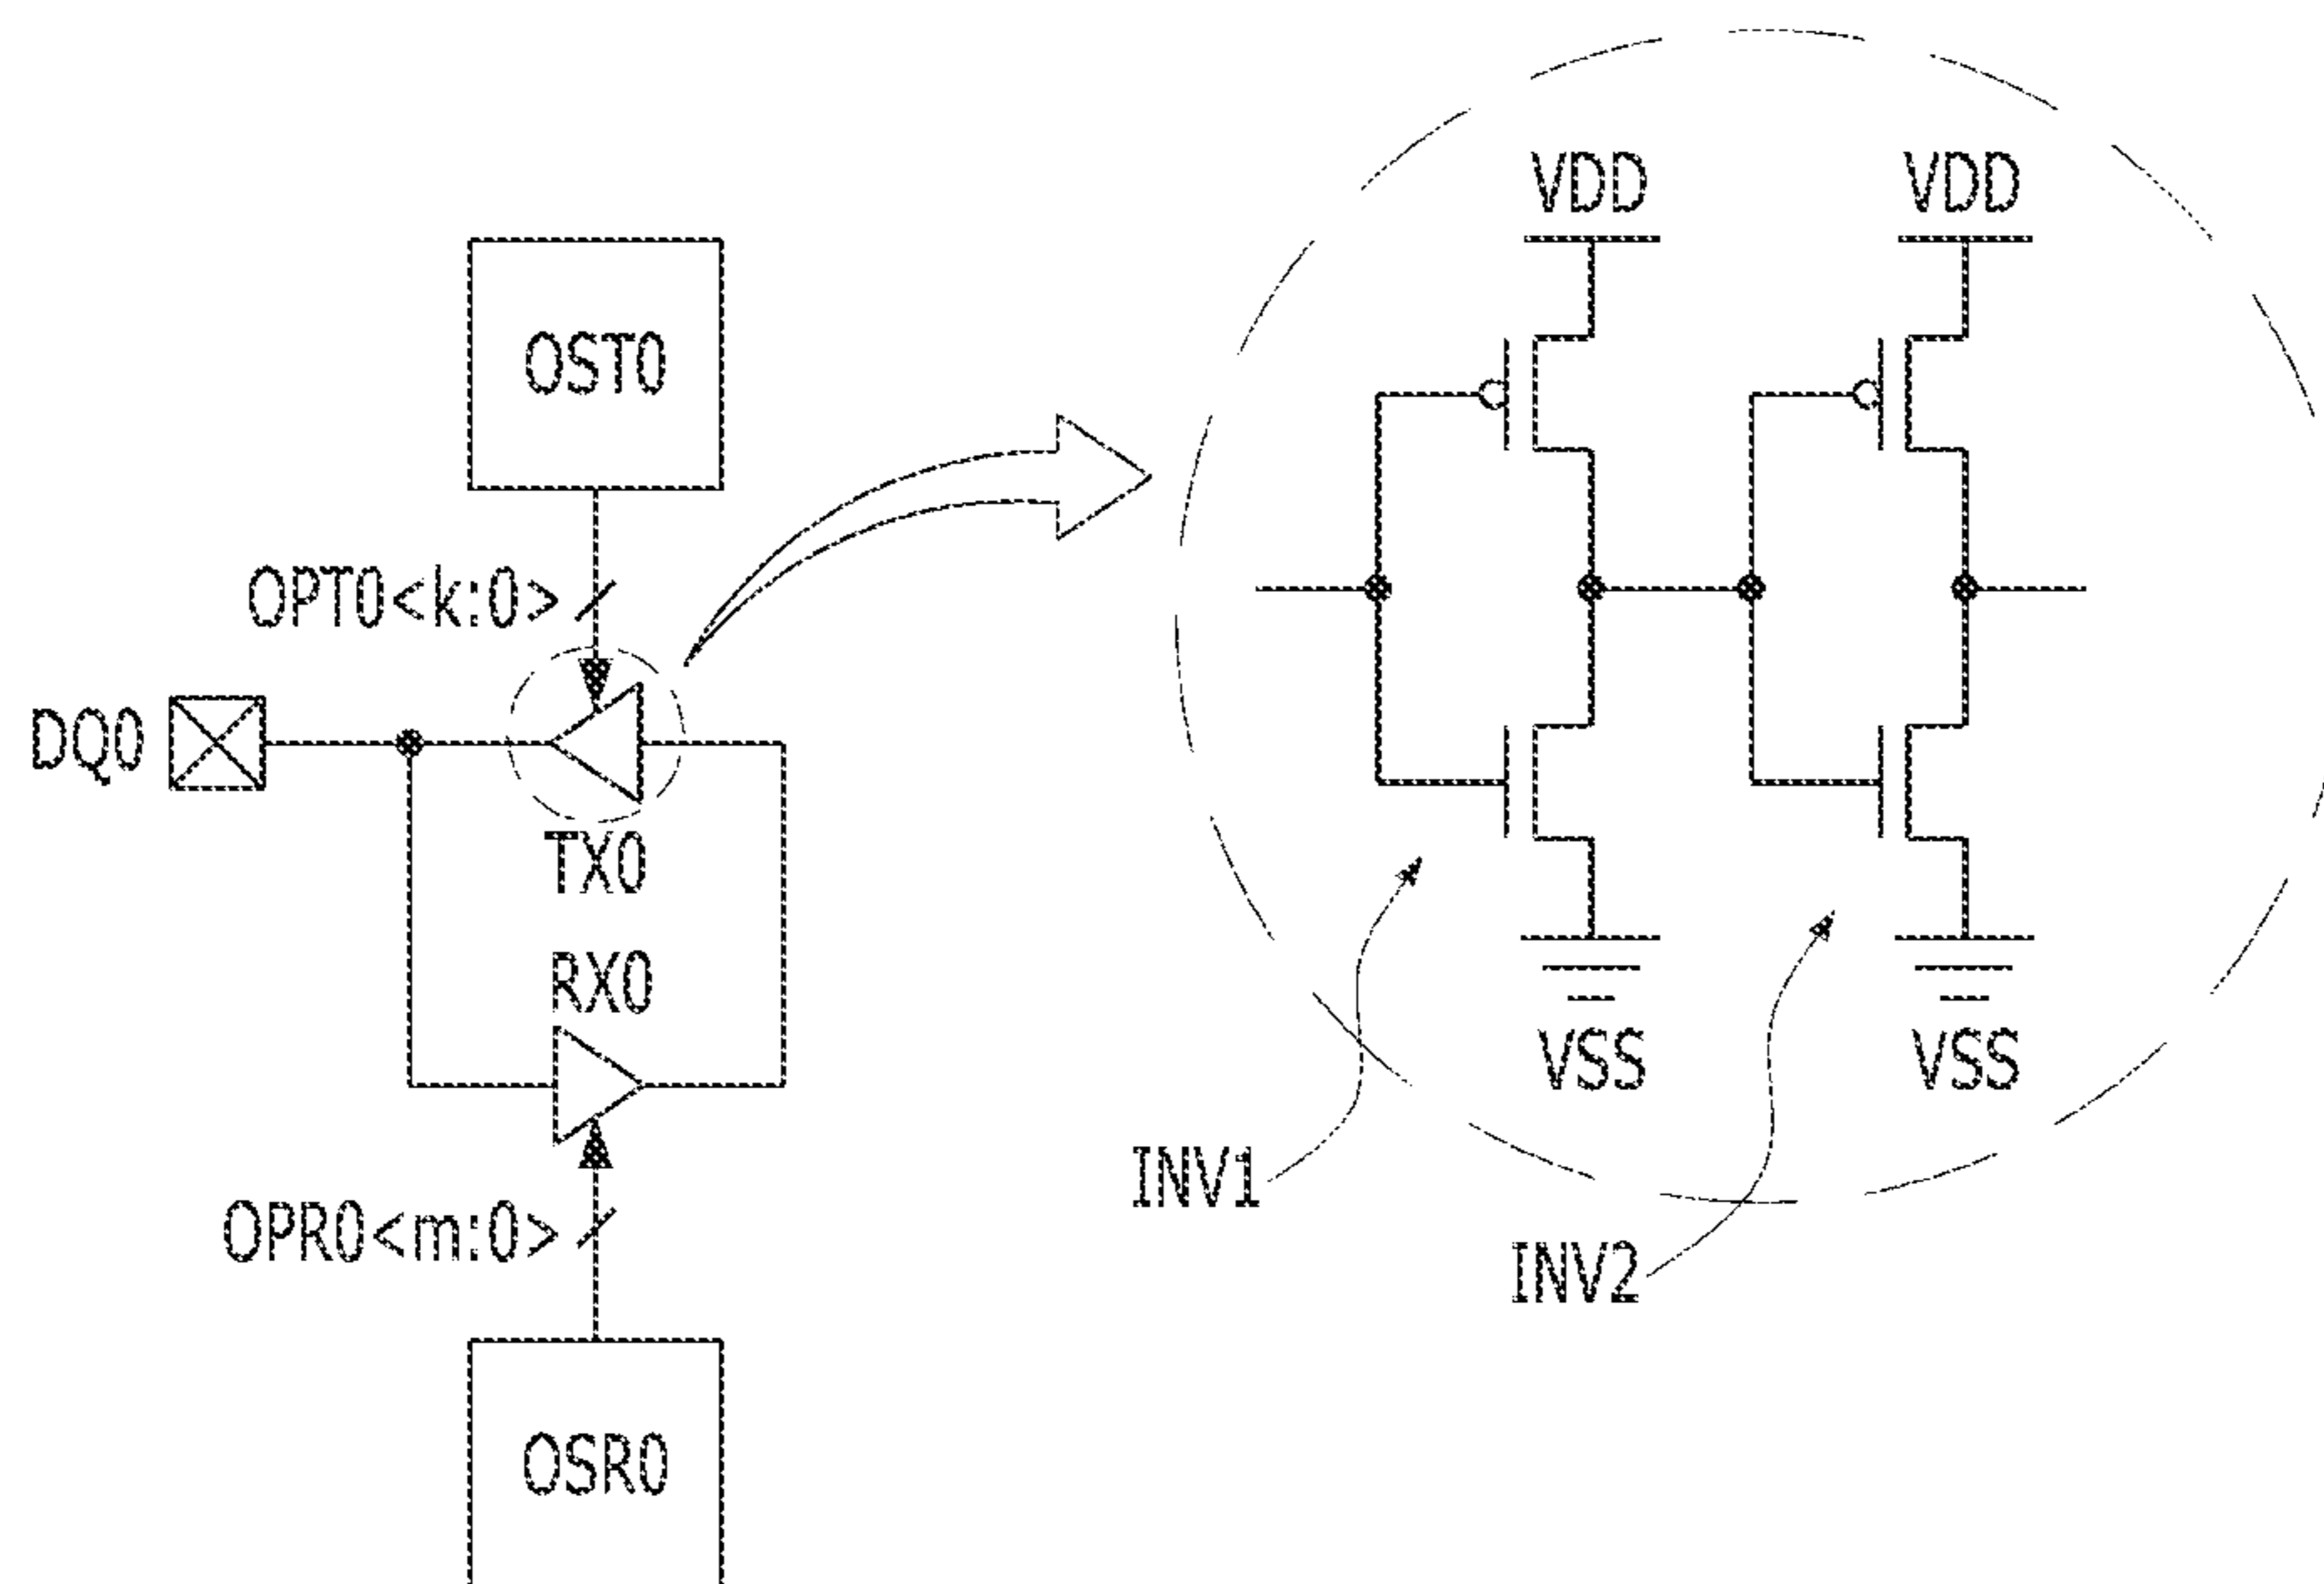 VDD
VDD
OST0
OPT0<k:0>
DQ0
TX0
RX0
VSS
VSS
INV1
OPR0<m:0>
INV2
OSR0